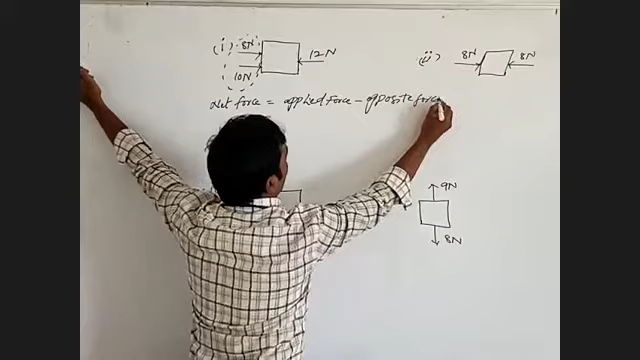 (i) 8N
12N
10N
(ii) 8N 8N
Net force = applied force - opposite force
9N
8N